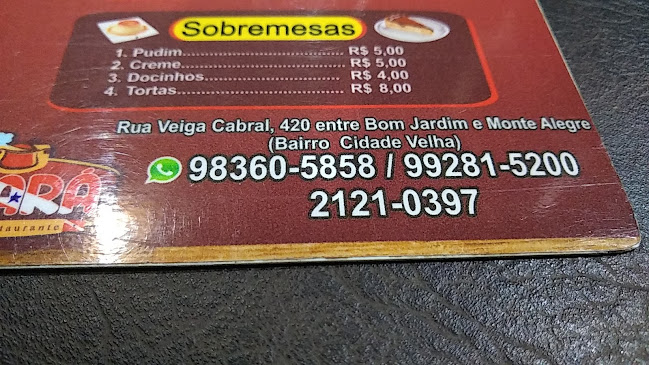 Sobremesas
1. Pudim.................................... R$ 5,00
2. Creme.................................... R$ 5,00
3. Docinhos............................... R$ 4,00
4. Tortas.................................... R$ 8,00
Rua Veiga Cabral, 420 entre Bom Jardim e Monte Alegre
(Bairro Cidade Velha)
98360-5858 / 99281-5200
2121-0397